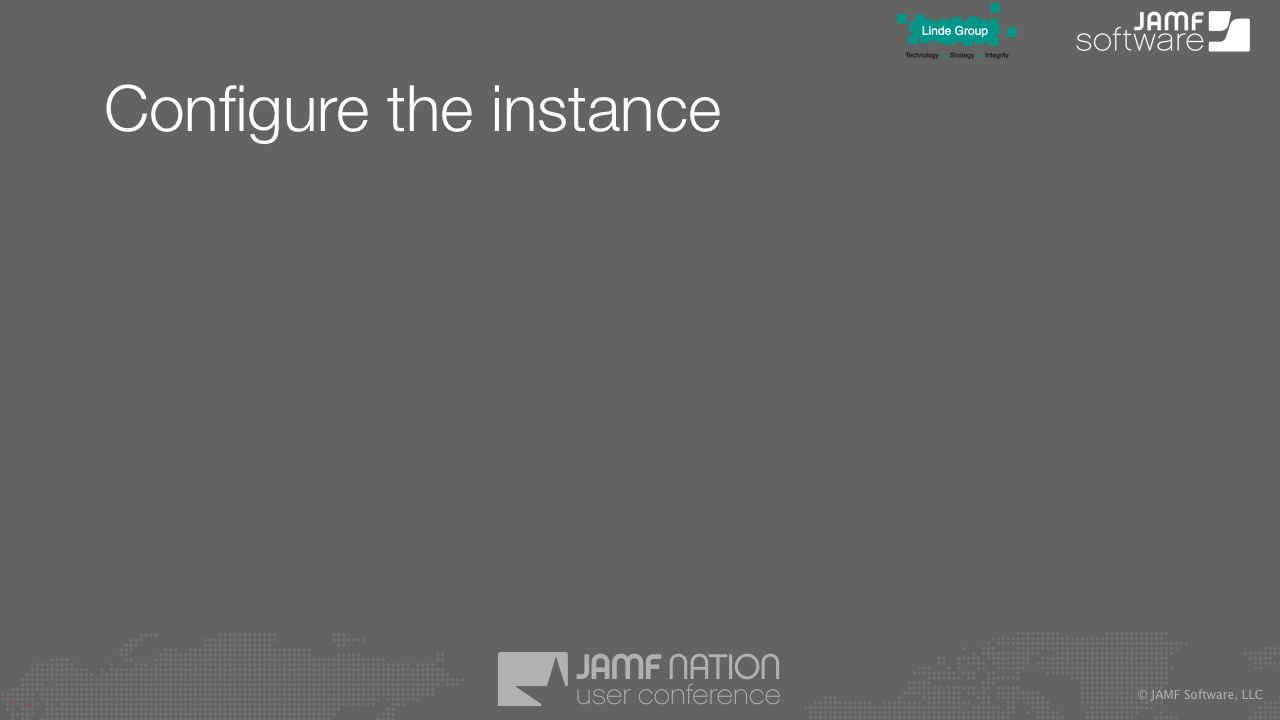 Linde Group
Technology Strategy Integrity
JAMF
software
Configure the instance
JAMF NATION
user conference
© JAMF Software, LLC